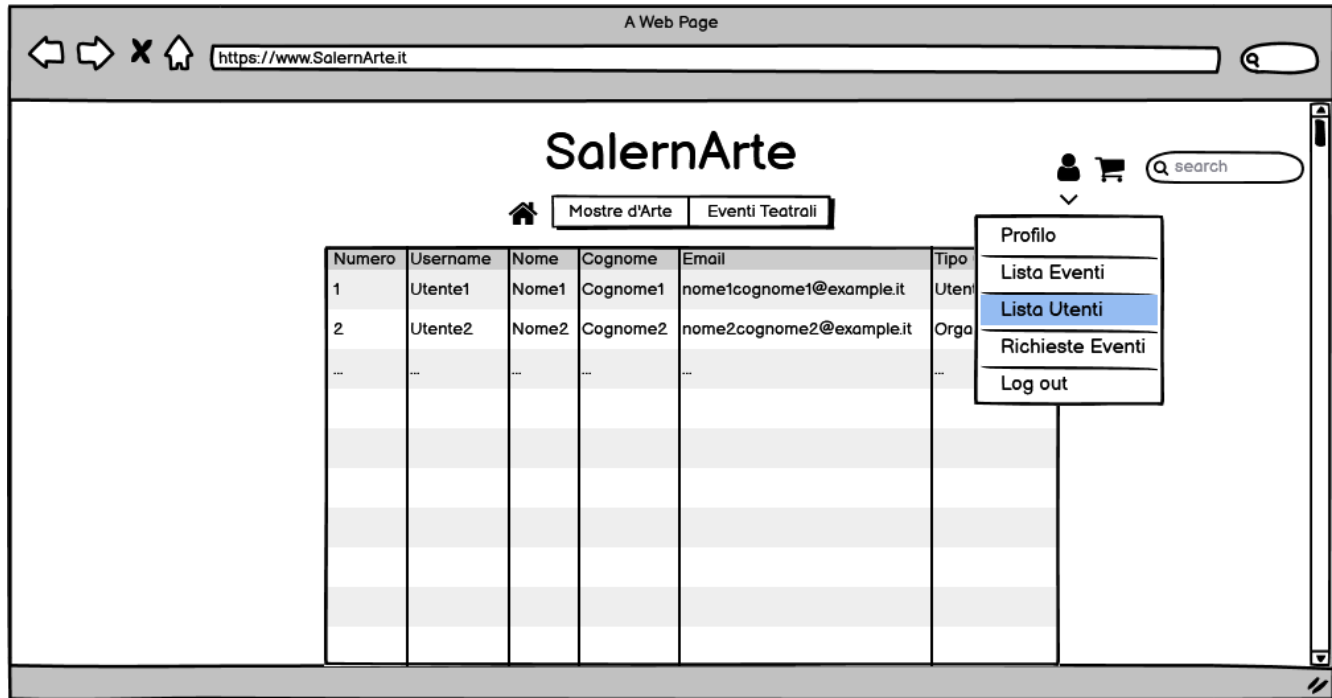 A Web Page
https://www.SalernArte.it
SalernArte
search
Mostre d'Arte Eventi Teatrali
Profilo
Lista Eventi
Lista Utenti
Richieste Eventi
Log out
Numero Username Nome Cognome Email Tipo
1 Utente1 Nome1 Cognome1 nome1cognome1@example.it
2 Utente2 Nome2 Cognome2 nome2cognome2@example.it
... ... ... ... ... ...